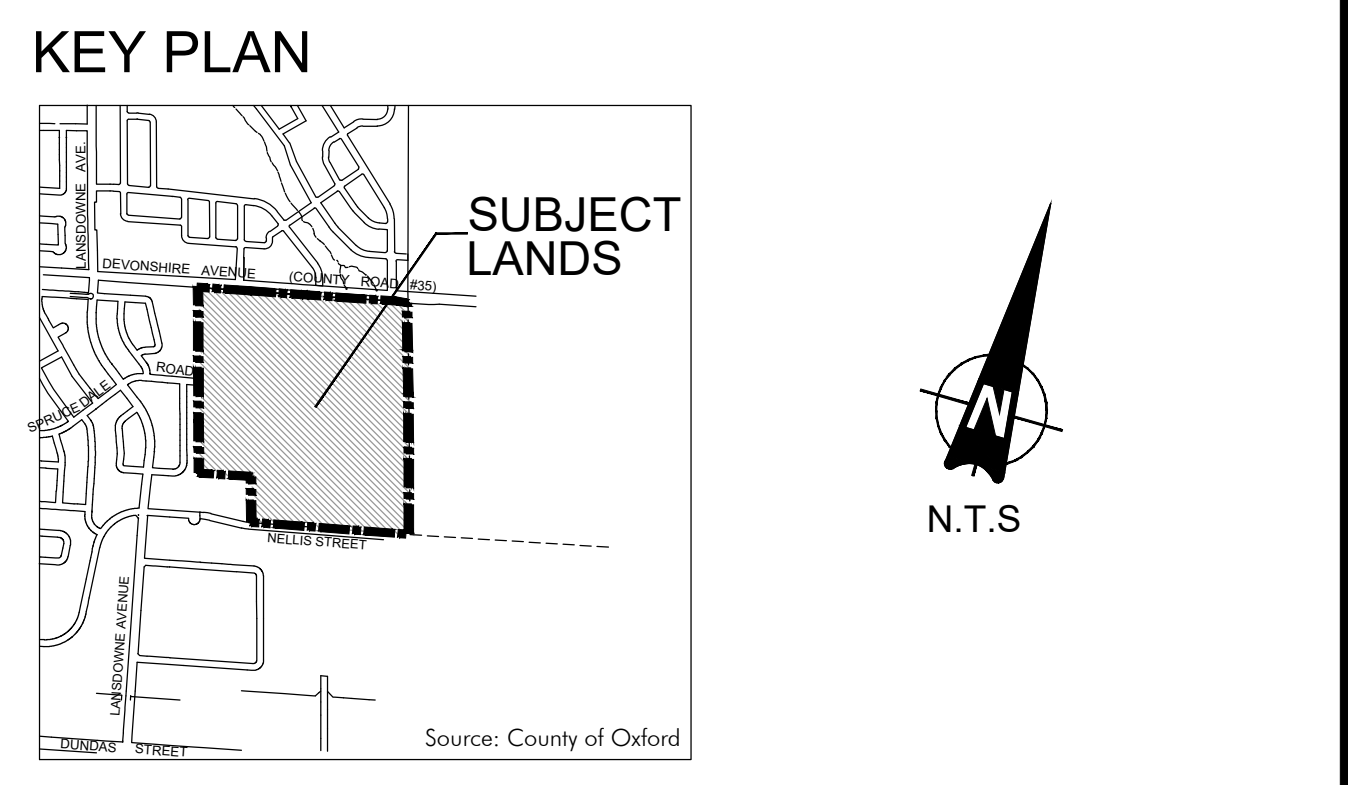 KEY PLAN
LANSDOWNE AVE.
SUBJECT
LANDS
DEVONSHIRE AVENUE (COUNTY ROAD #35)
ROAD
SPRUCEDALE
NELLIS STREET
LANSDOWNE AVENUE
DUNDAS STREET
Source: County of Oxford
N
N.T.S